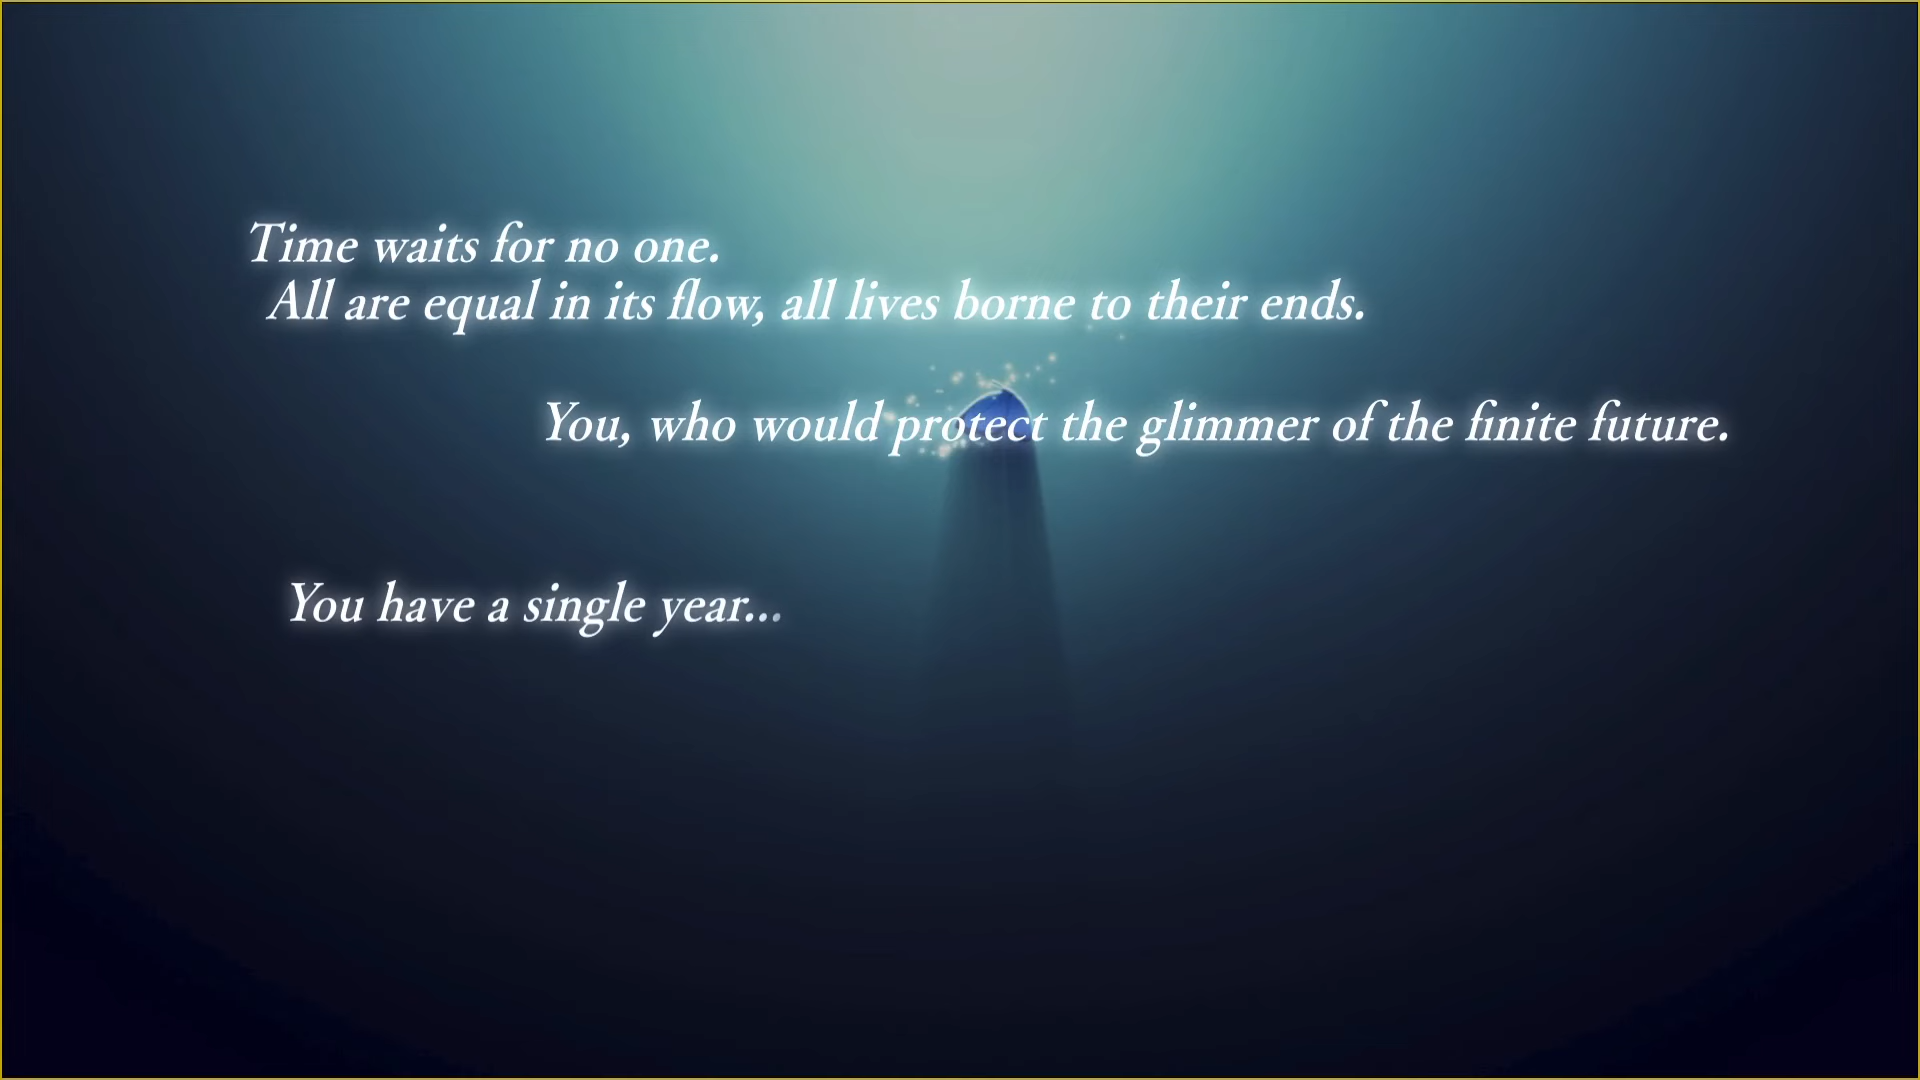 Time waits for no one.
All are equal in its flow, all lives borne to their ends.
You, who would protect the glimmer of the finite future.
You have a single year...